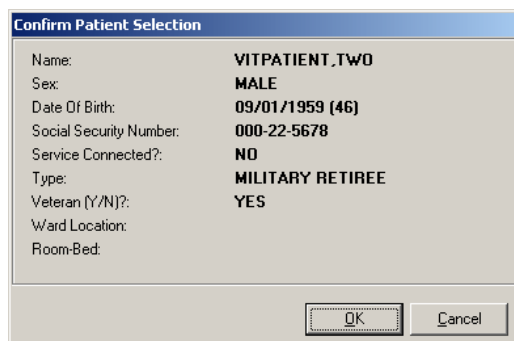 Confirm Patient Selection
Name: VITPATIENT,TWO
Sex: MALE
Date Of Birth: 09/01/1959 (46)
Social Security Number: 000-22-5678
Service Connected?: NO
Type: MILITARY RETIREE
Veteran (Y/N)?: YES
Ward Location:
Room-Bed:
OK Cancel